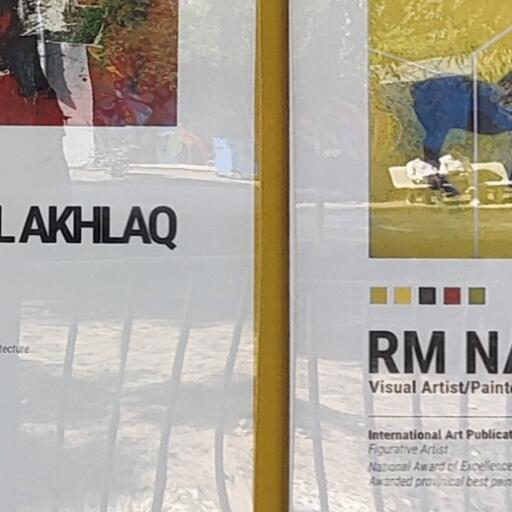 L AKHLAQ
tecture
RM NA
Visual Artist/Painte
International Art Publicat
Figurative Artist
National Award of Excellence
Awarded provincial best pain